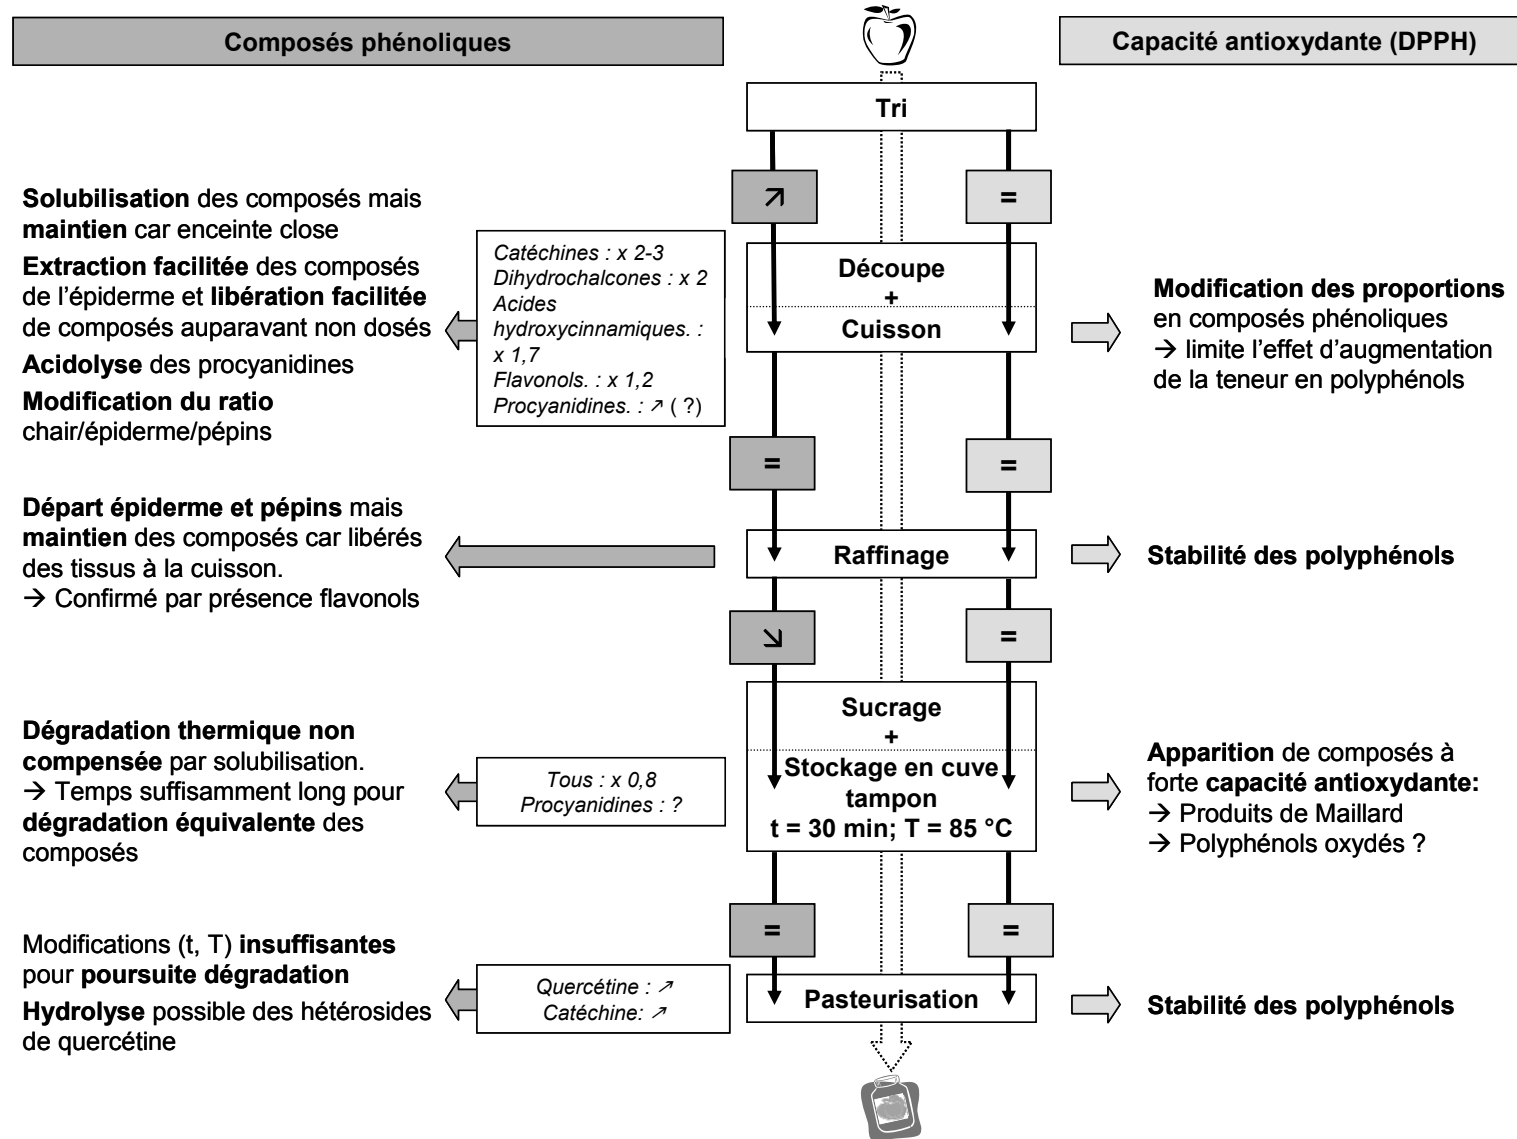 Composés phénoliques
Capacité antioxydante (DPPH)
Tri
↗
=
Solubilisation des composés mais
maintien car enceinte close
Extraction facilitée des composés
de l'épiderme et libération facilitée
de composés auparavant non dosés
Acidolyse des procyanidines
Modification du ratio
chair/épiderme/pépins
Catéchines : x 2-3
Dihydrochalcones : x 2
Acides
hydroxycinnamiques. :
x 1,7
Flavonols. : x 1,2
Procyanidines. : ↗ ( ?)
Découpe
+
Cuisson
Modification des proportions
en composés phénoliques
→ limite l'effet d'augmentation
de la teneur en polyphénols
=
=
Départ épiderme et pépins mais
maintien des composés car libérés
des tissus à la cuisson.
→ Confirmé par présence flavonols
Raffinage
Stabilité des polyphénols
↘
=
Dégradation thermique non
compensée par solubilisation.
→ Temps suffisamment long pour
dégradation équivalente des
composés
Tous : x 0,8
Procyanidines : ?
Sucrage
+
Stockage en cuve
tampon
t = 30 min; T = 85 °C
Apparition de composés à
forte capacité antioxydante:
→ Produits de Maillard
→ Polyphénols oxydés ?
=
=
Modifications (t, T) insuffisantes
pour poursuite dégradation
Hydrolyse possible des hétérosides
de quercétine
Quercétine : ↗
Catéchine: ↗
Pasteurisation
Stabilité des polyphénols